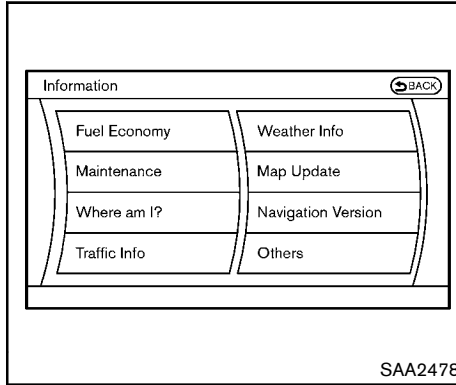 Information
BACK
Fuel Economy
Weather Info
Maintenance
Map Update
Where am I?
Navigation Version
Traffic Info
Others
SAA2478